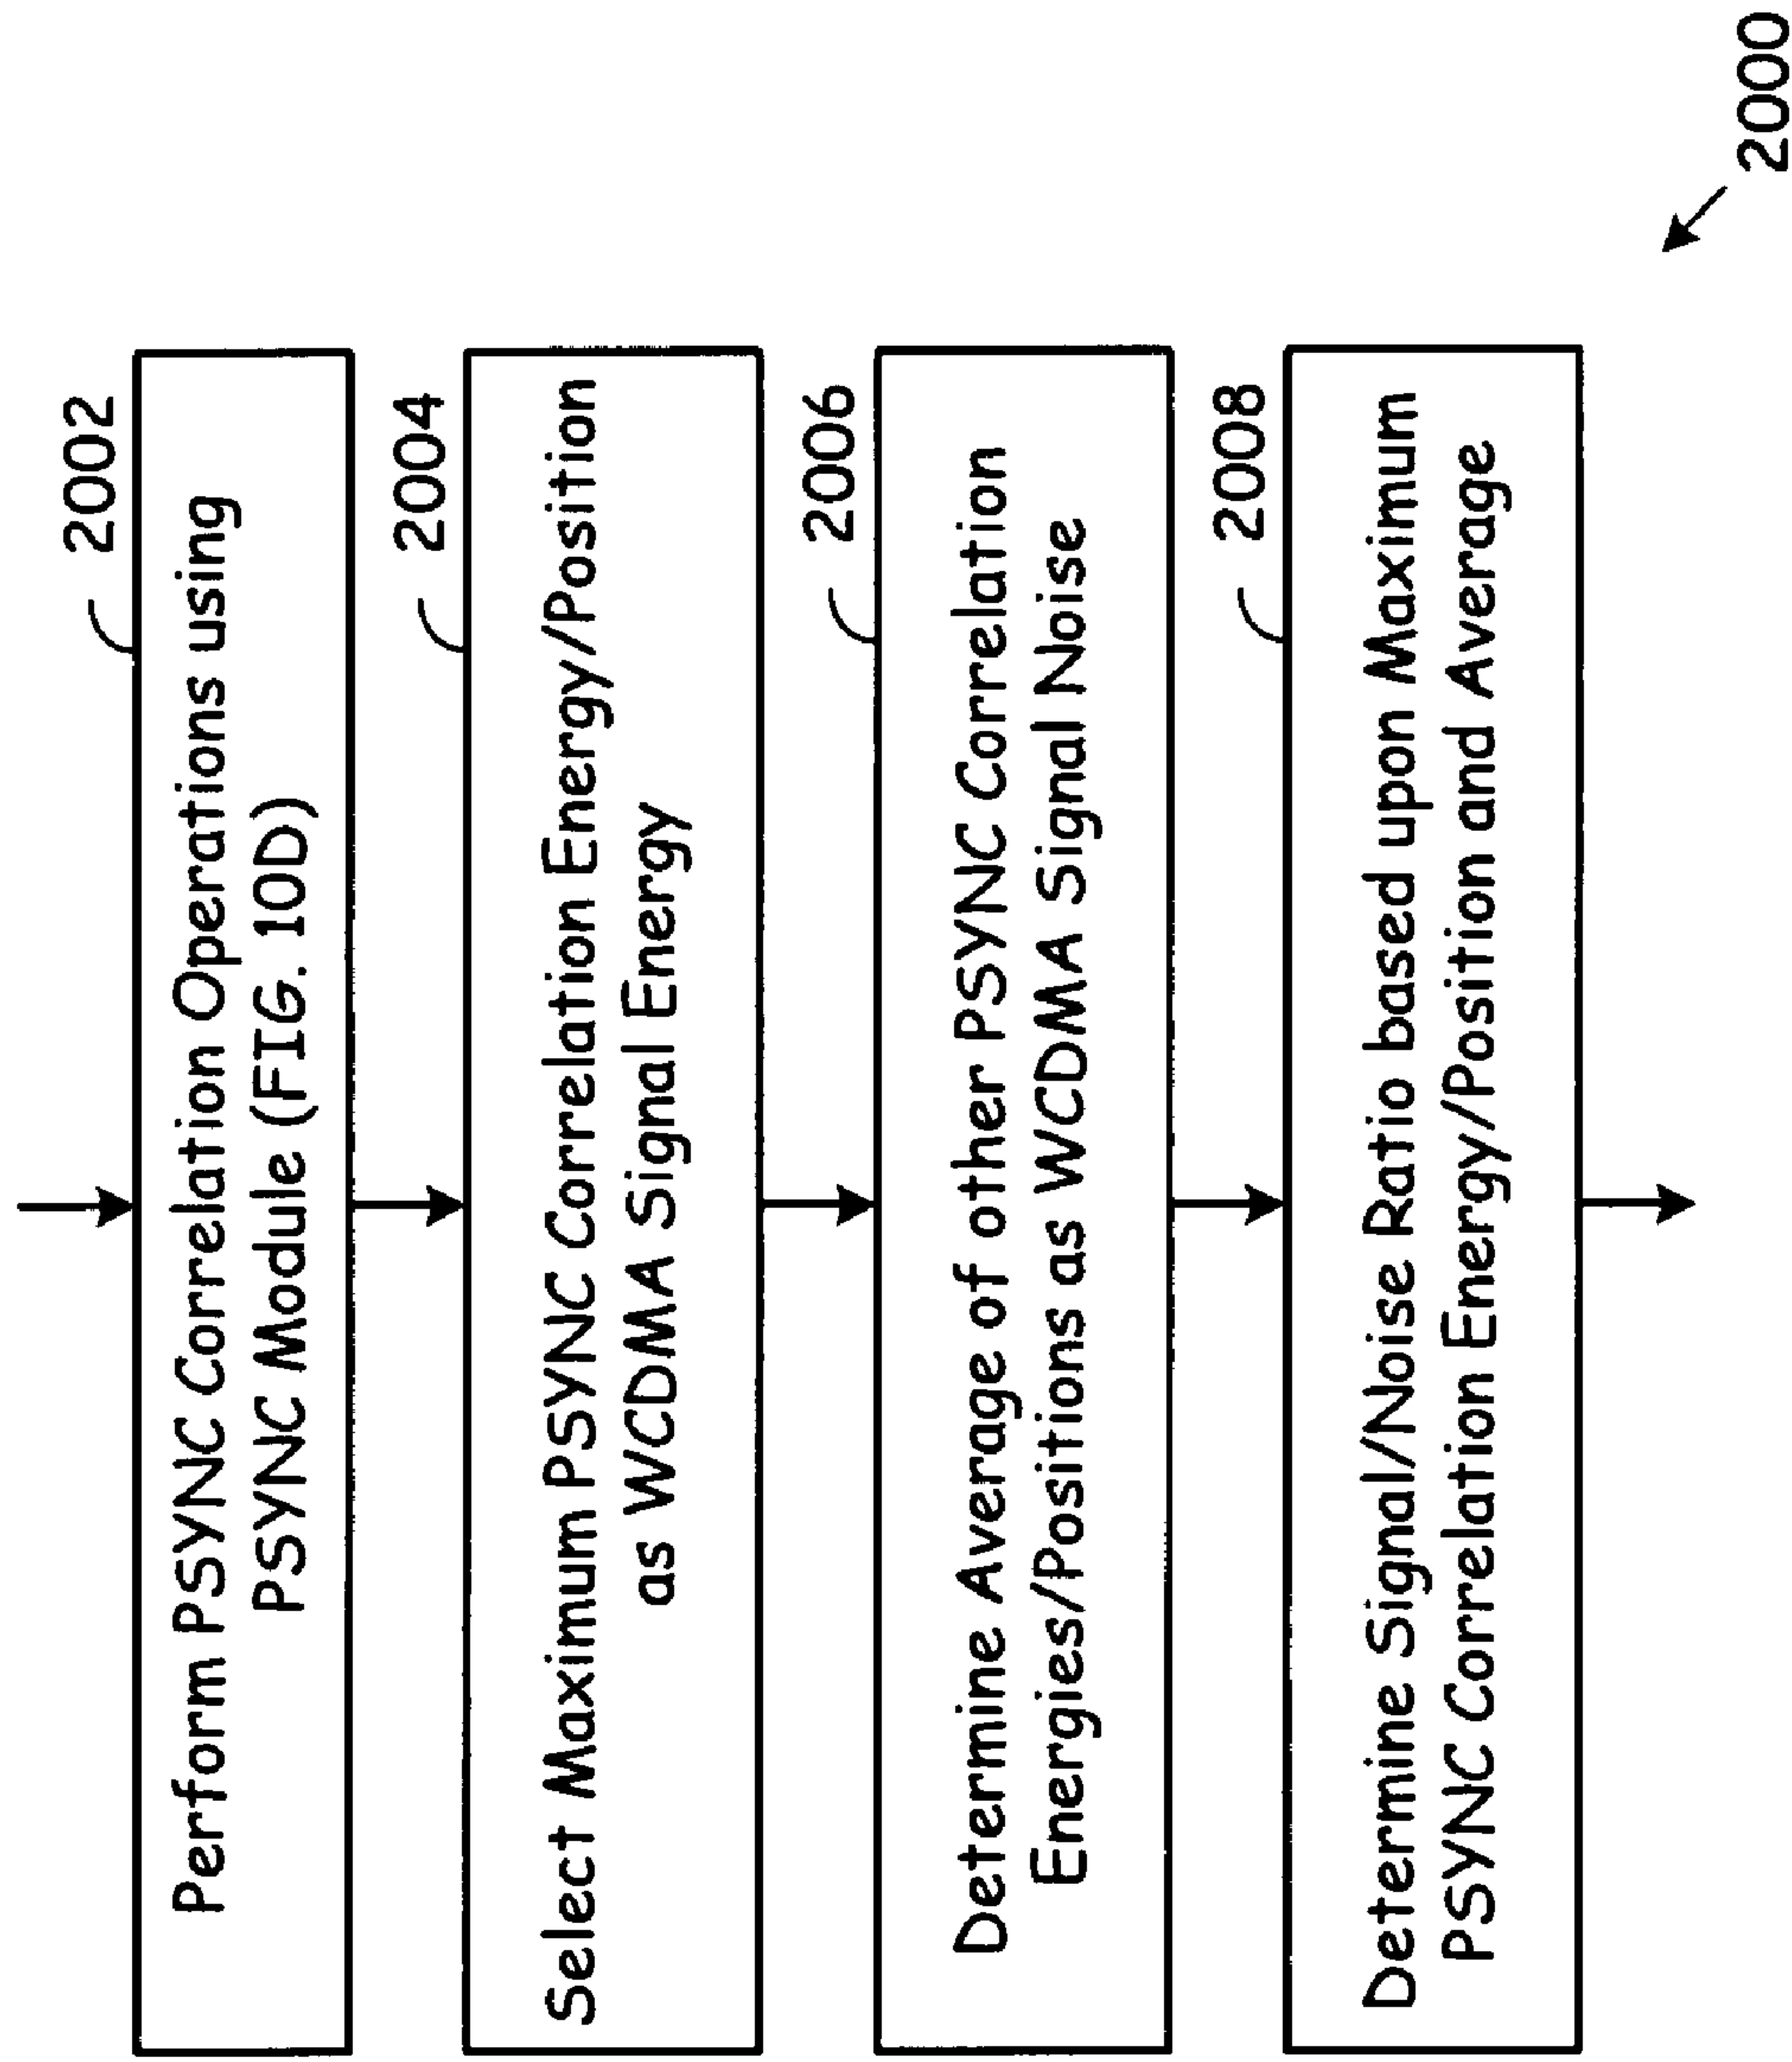 2002
Perform PSYNC Correlation Operations using
PSYNC Module (FIG. 10D)
2004
Select Maximum PSYNC Correlation Energy/Position
as WCDMA Signal Energy
2006
Determine Average of other PSYNC Correlation
Energies/Positions as WCDMA Signal Noise
2008
Determine Signal/Noise Ratio based upon Maximum
PSYNC Correlation Energy/Position and Average
2000